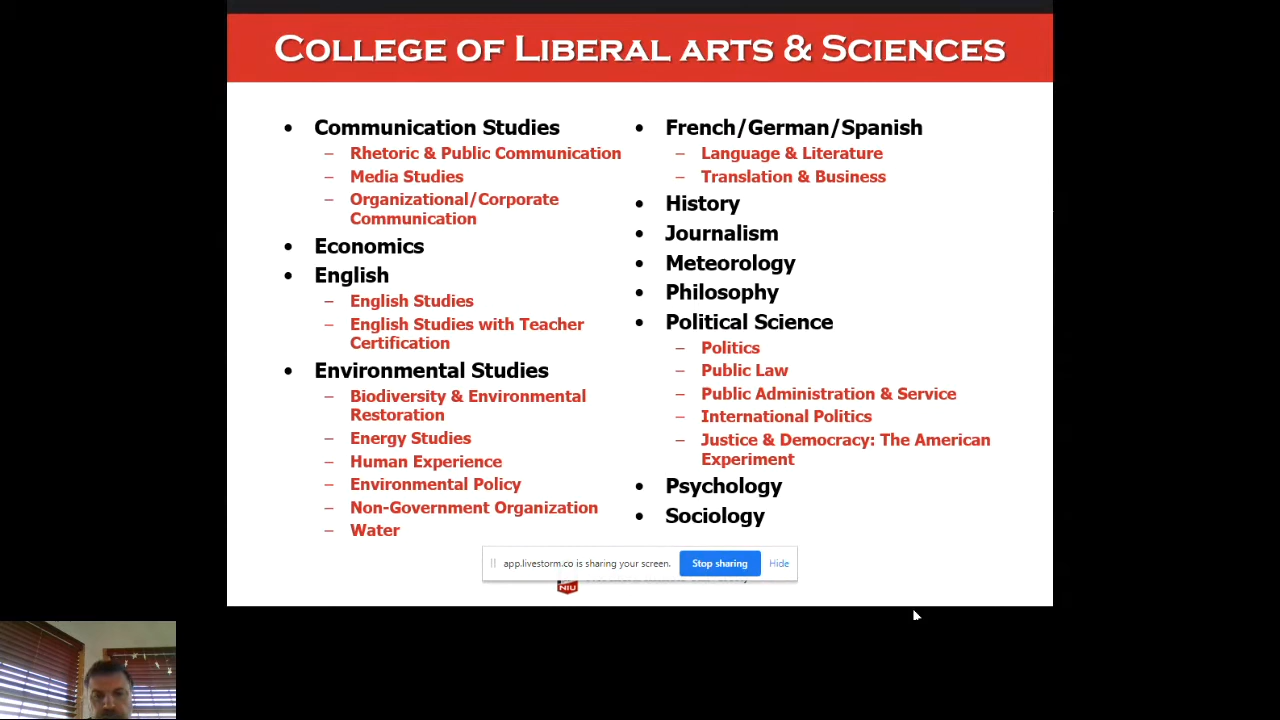 COLLEGE OF LIBERAL ARTS & SCIENCES
• Communication Studies
– Rhetoric & Public Communication
– Media Studies
– Organizational/Corporate
Communication
• Economics
• English
– English Studies
– English Studies with Teacher
Certification
• Environmental Studies
– Biodiversity & Environmental
Restoration
– Energy Studies
– Human Experience
– Environmental Policy
– Non-Government Organization
– Water
• French/German/Spanish
– Language & Literature
– Translation & Business
• History
• Journalism
• Meteorology
• Philosophy
• Political Science
– Politics
– Public Law
– Public Administration & Service
– International Politics
– Justice & Democracy: The American
Experiment
• Psychology
• Sociology
app.livestorm.co is sharing your screen. Stop sharing Hide
NIU